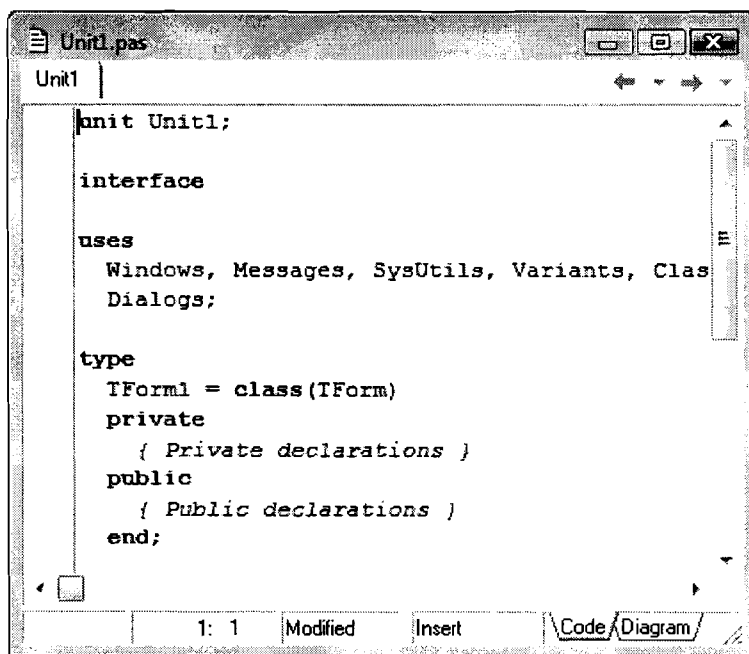 Unit1.pas
Unit1
unit Unit1;
interface
uses
Windows, Messages, SysUtils, Variants, Clas
Dialogs;
type
TForm1 = class(TForm)
private
{ Private declarations }
public
{ Public declarations }
end;
1: 1 Modified Insert Code Diagram